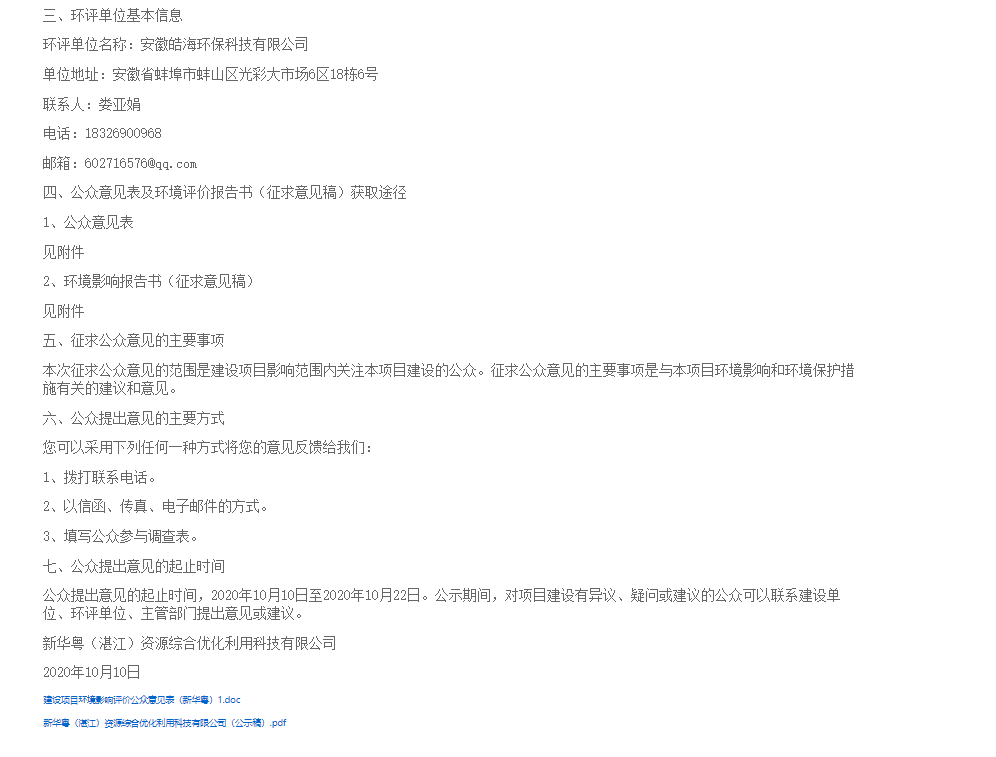 三、环评单位基本信息
环评单位名称：安徽皓海环保科技有限公司
单位地址：安徽省蚌埠市蚌山区光彩大市场6区18栋6号
联系人：娄亚娟
电话：18326900968
邮箱：602716576@qq.com
四、公众意见表及环境评价报告书（征求意见稿）获取途径
1、公众意见表
见附件
2、环境影响报告书（征求意见稿）
见附件
五、征求公众意见的主要事项
本次征求公众意见的范围是建设项目影响范围内关注本项目建设的公众。征求公众意见的主要事项是与本项目环境影响和环境保护措
施有关的建议和意见。
六、公众提出意见的主要方式
您可以采用下列任何一种方式将您的意见反馈给我们：
1、拨打联系电话。
2、以信函、传真、电子邮件的方式。
3、填写公众参与调查表。
七、公众提出意见的起止时间
公众提出意见的起止时间，2020年10月10日至2020年10月22日。公示期间，对项目建设有异议、疑问或建议的公众可以联系建设单
位、环评单位、主管部门提出意见或建议。
新华粤（湛江）资源综合优化利用科技有限公司
2020年10月10日
建设项目环境影响评价公众意见表（新华粤）1.doc
新华粤（湛江）资源综合优化利用科技有限公司（公示稿）.pdf